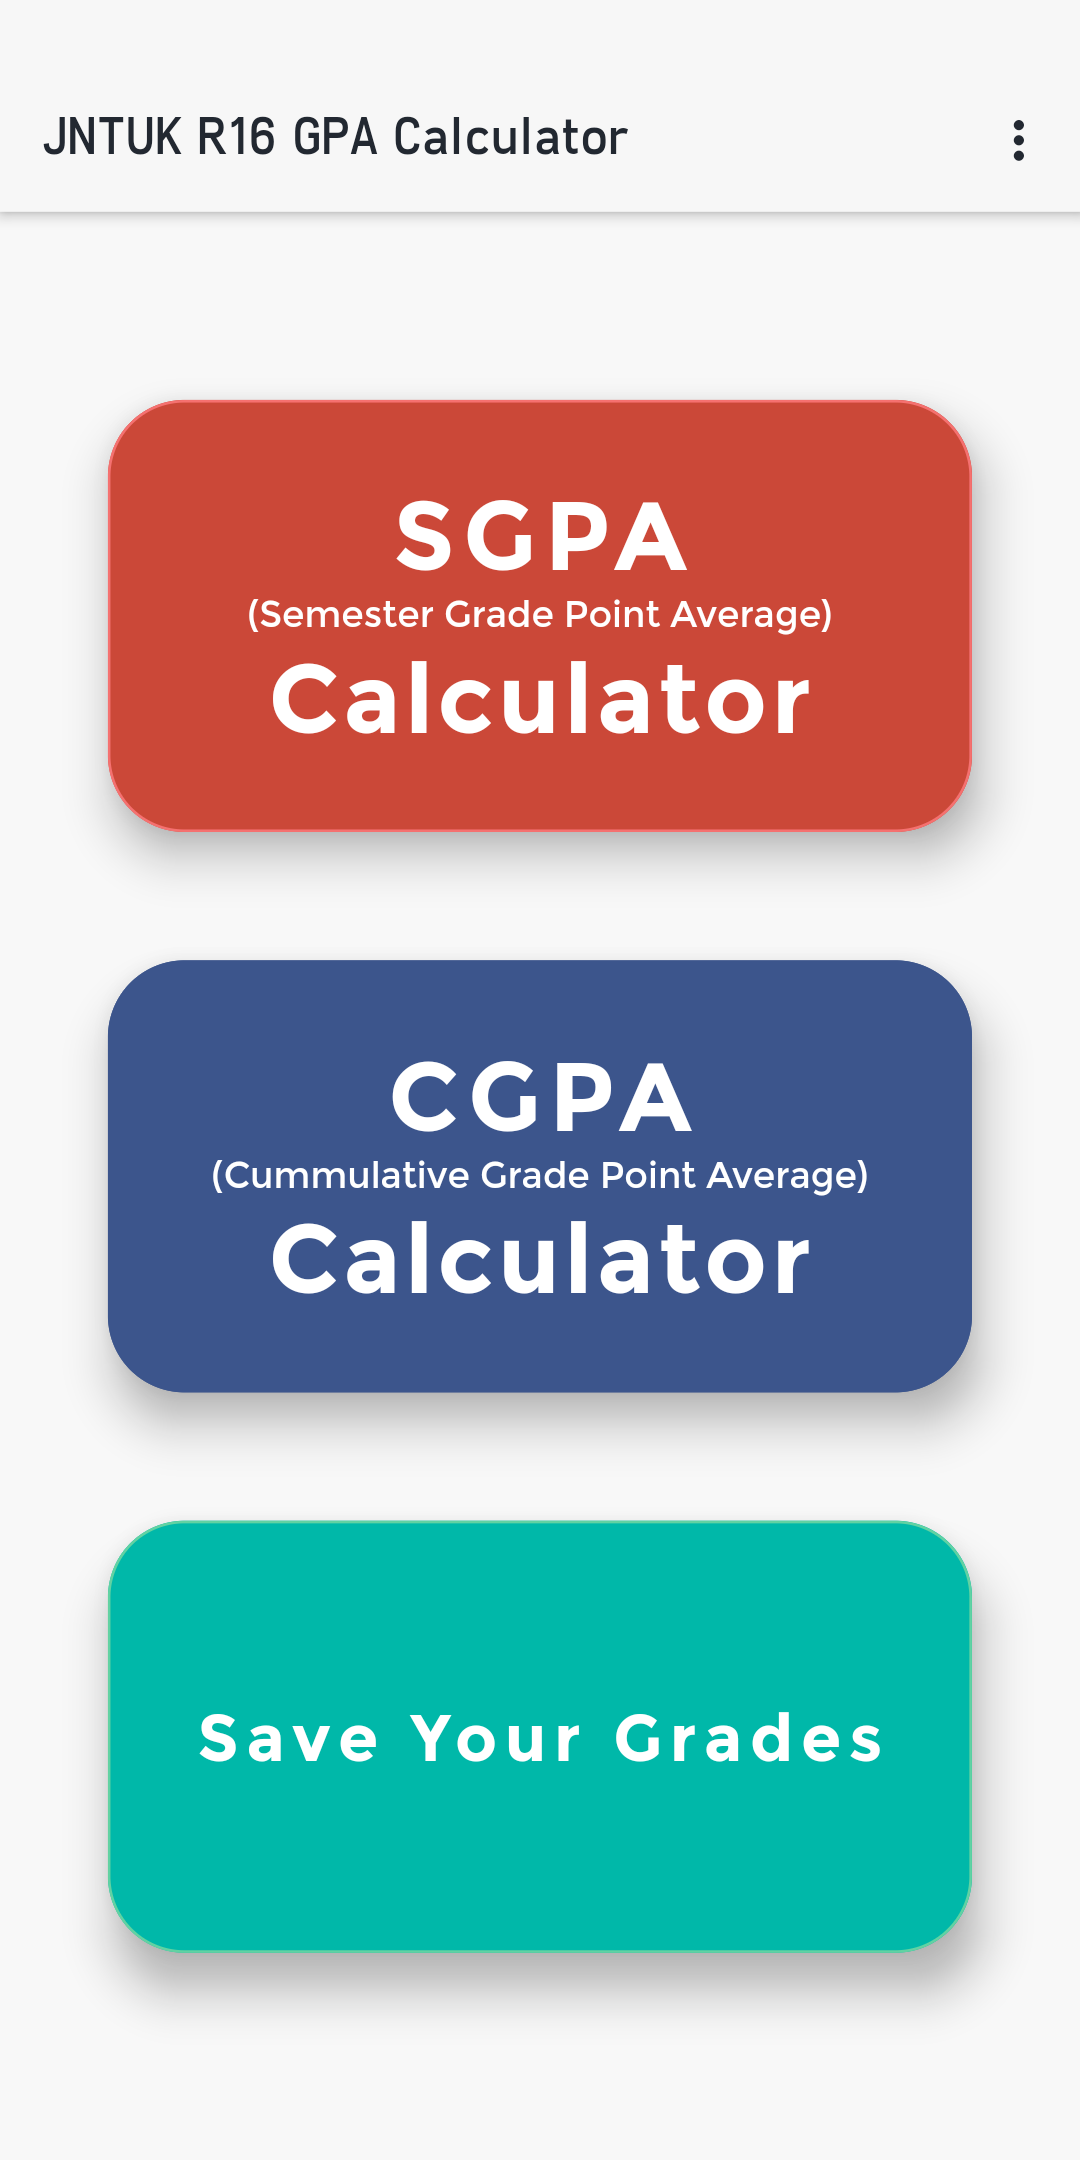 JNTUK R16 GPA Calculator
SGPA
(Semester Grade Point Average)
Calculator
CGPA
(Cummulative Grade Point Average)
Calculator
Save Your Grades